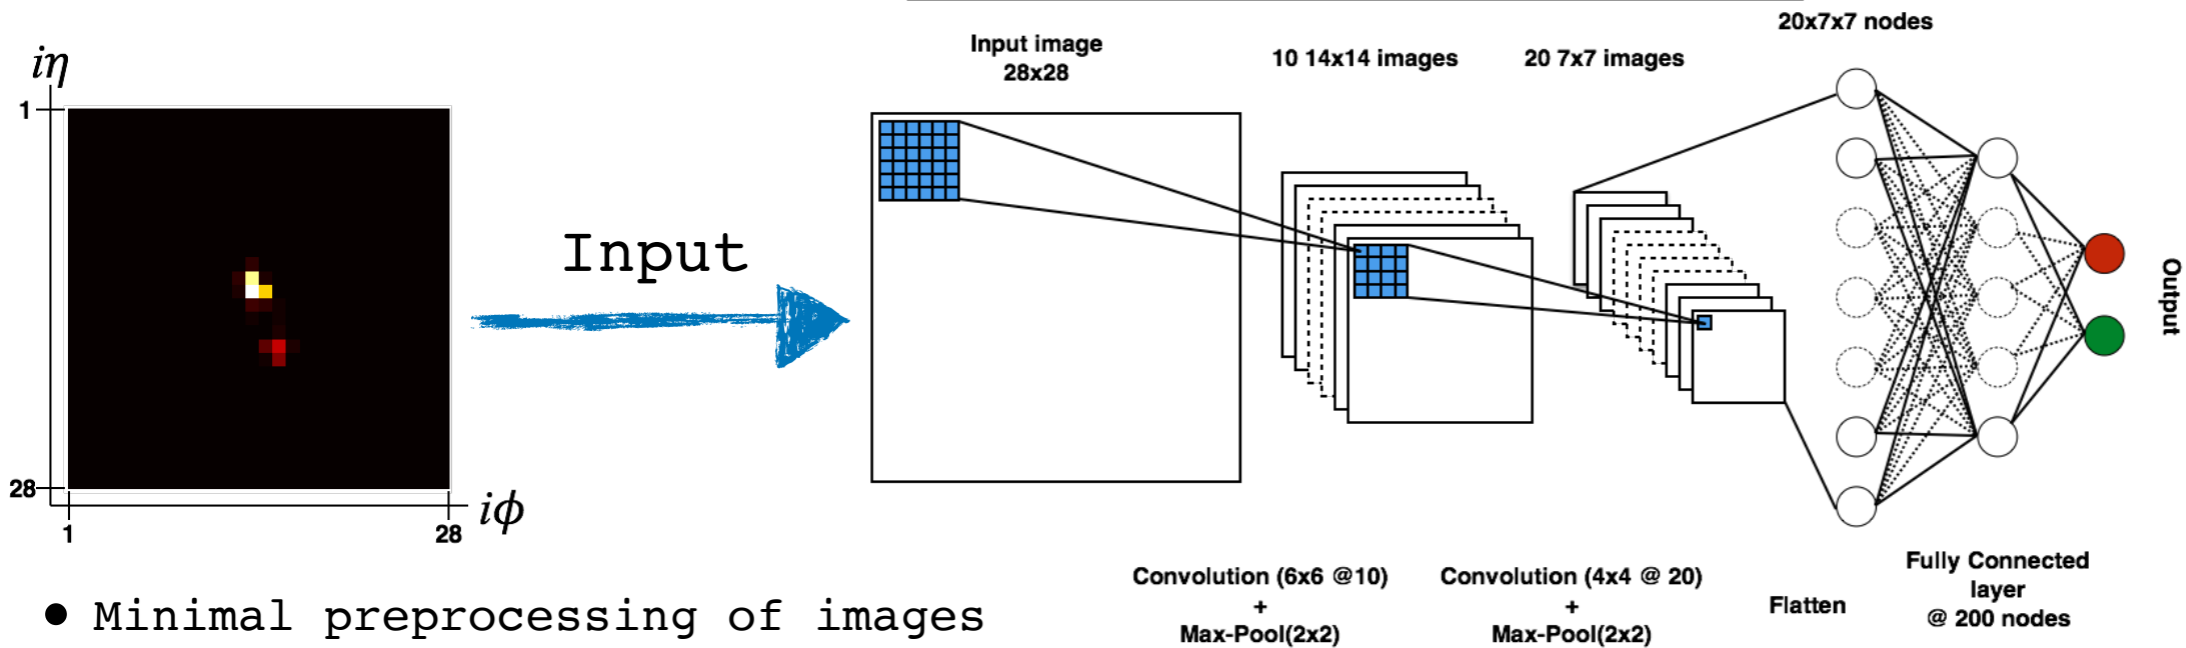 iη
1
28
1
28
iϕ
Input
Input image
28x28
10 14x14 images
20 7x7 images
20x7x7 nodes
Output
Convolution (6x6 @10)
+
Max-Pool(2x2)
Convolution (4x4 @ 20)
+
Max-Pool(2x2)
Flatten
Fully Connected
layer
@ 200 nodes
● Minimal preprocessing of images